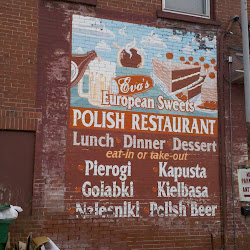 Eva's
European Sweets
POLISH RESTAURANT
Lunch Dinner Dessert
eat-in or take-out
Pierogi Kapusta
Golabki Kielbasa
Nalesniki Polish Beer